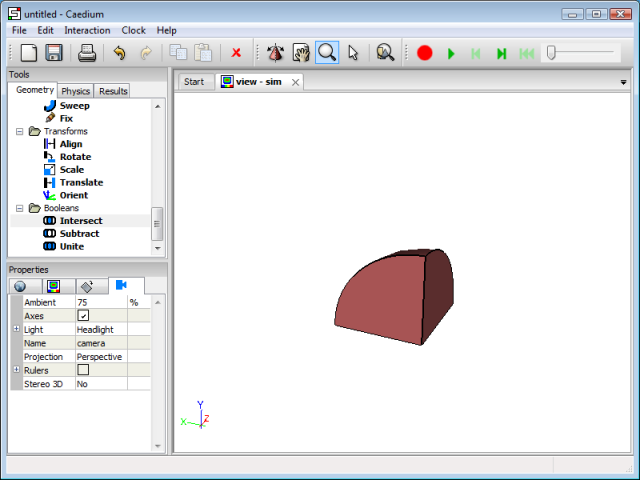 untitled - Caedium
File Edit Interaction Clock Help
Tools
Geometry Physics Results
Sweep
Fix
Transforms
Align
Rotate
Scale
Translate
Orient
Booleans
Intersect
Subtract
Unite
Properties
Ambient 75 %
Axes
Light Headlight
Name camera
Projection Perspective
Rulers
Stereo 3D No
Start view - sim
Y
X Z